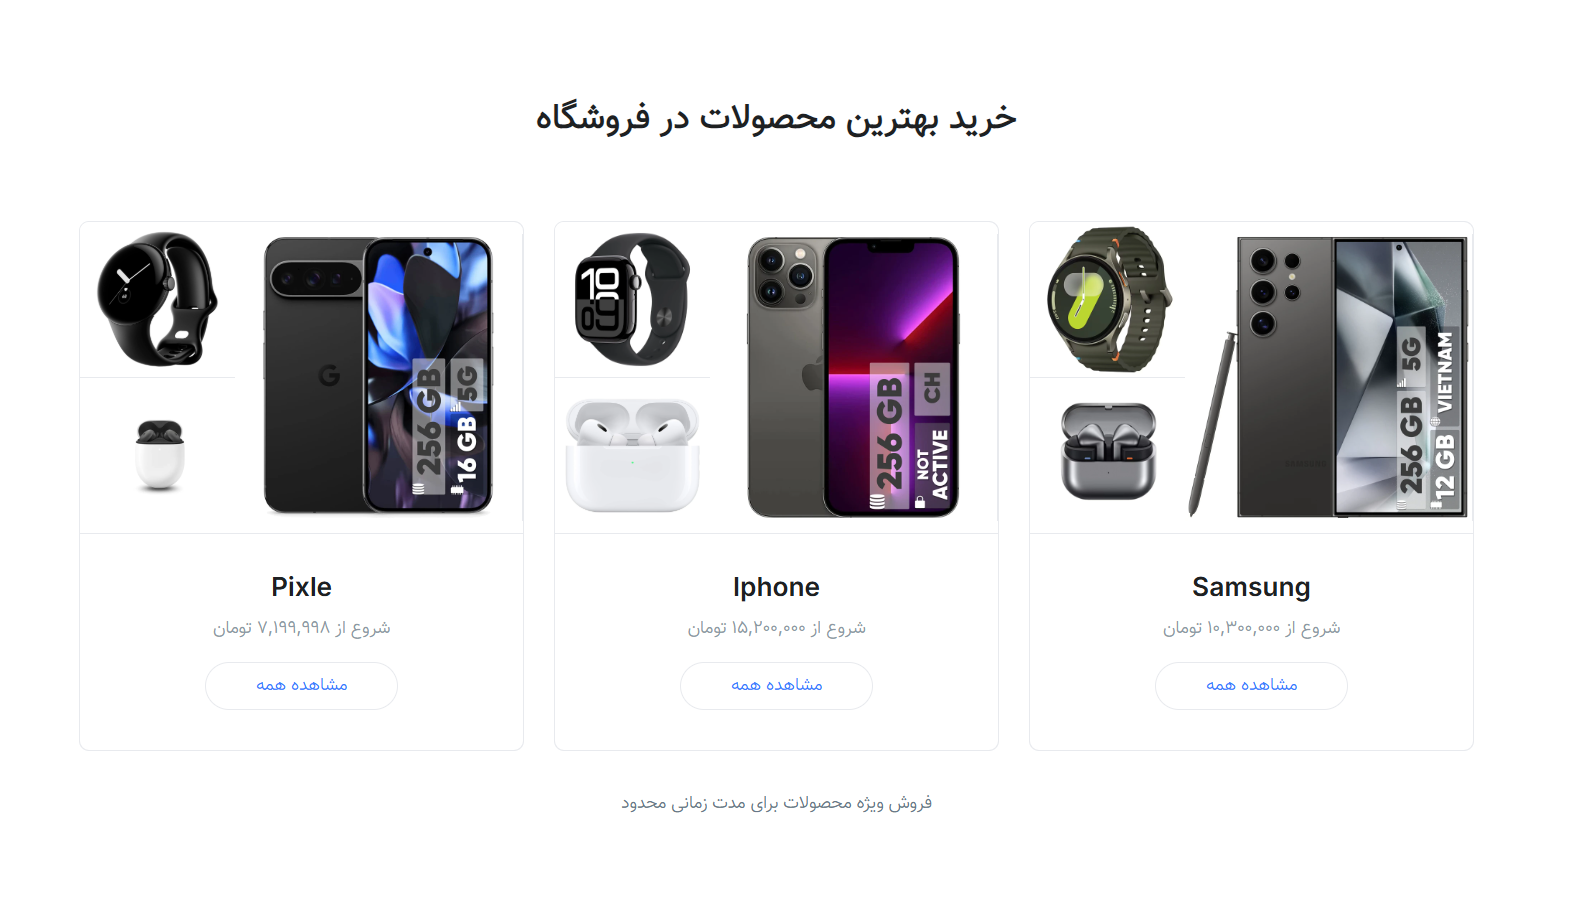 خرید بهترین محصولات در فروشگاه
256 GB
5G
12 GB
VIETNAM
SAMSUNG
Samsung
شروع از ۱۰,۳۰۰,۰۰۰ تومان
مشاهده همه
10
09
256 GB
CH
NOT
ACTIVE
Iphone
شروع از ۱۵,۲۰۰,۰۰۰ تومان
مشاهده همه
G
256 GB
5G
16 GB
Pixle
شروع از ۷,۱۹۹,۹۹۸ تومان
مشاهده همه
فروش ویژه محصولات برای مدت زمانی محدود